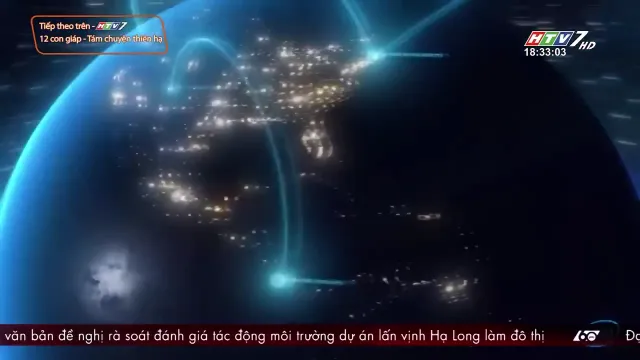 Tiếp theo trên - HTV7
12 con giáp - Tám chuyện thiên hạ
HTV7 HD
18:33:03
văn bản đề nghị rà soát đánh giá tác động môi trường dự án lấn vịnh Hạ Long làm đô thị